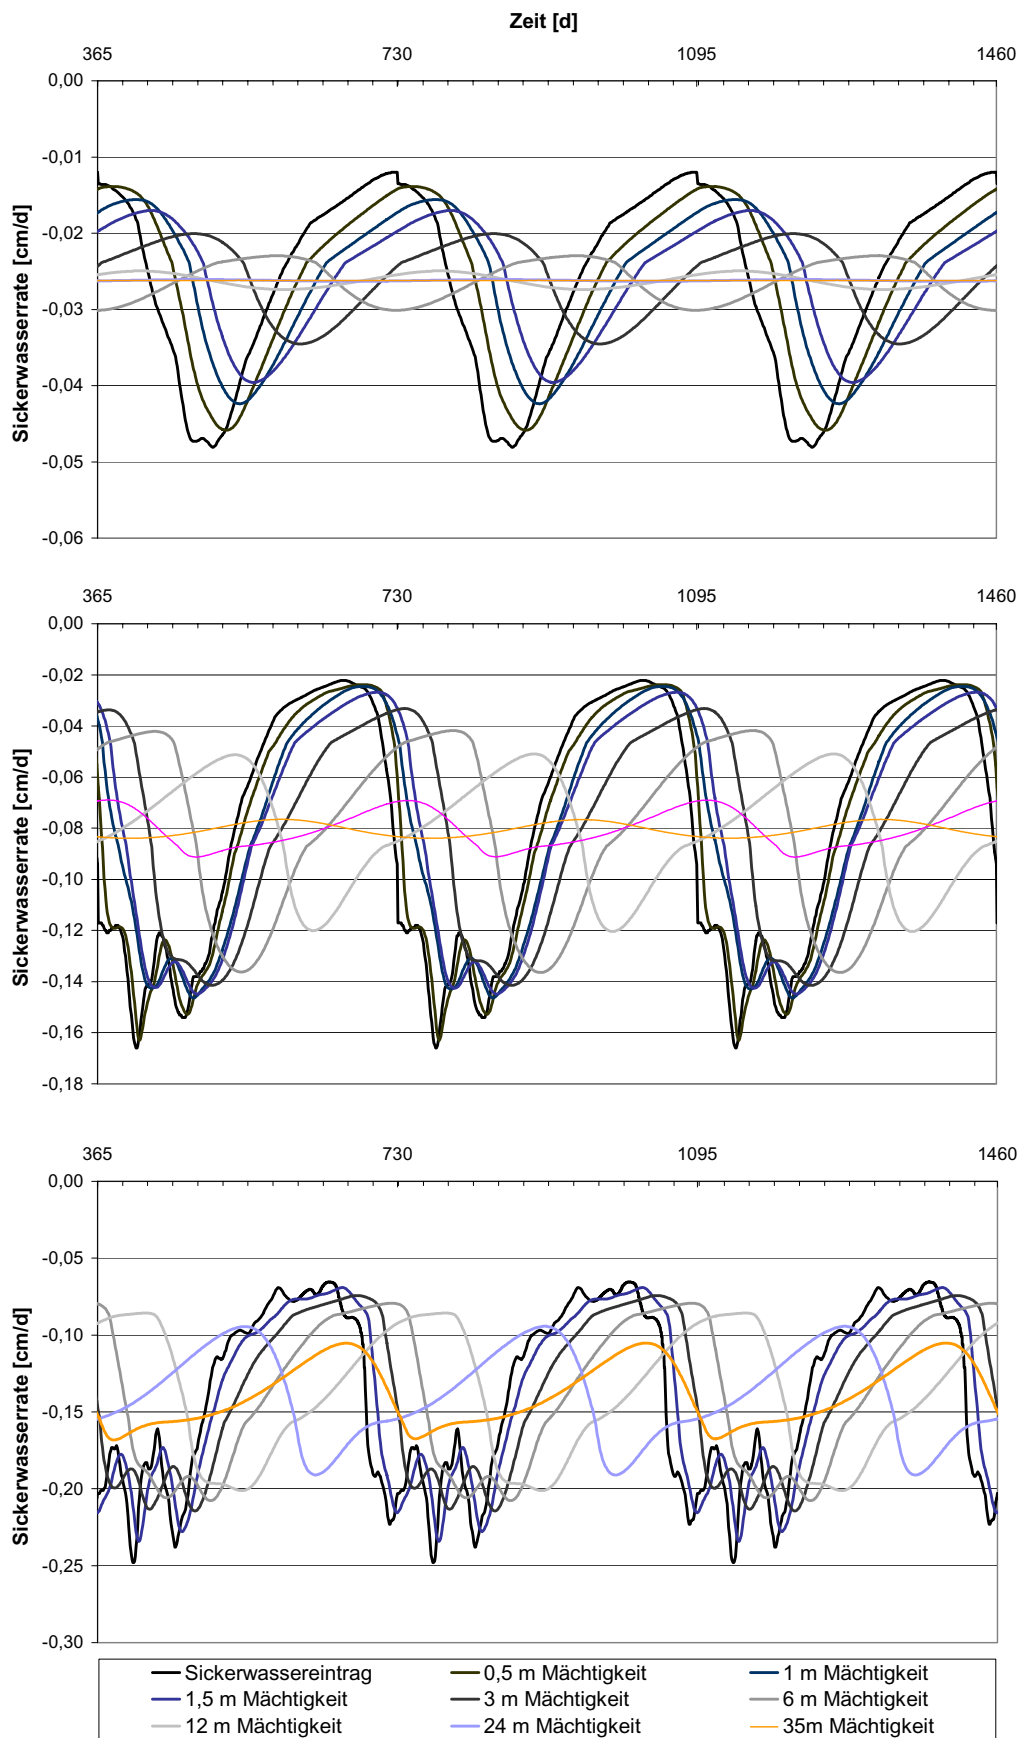 Zeit [d]
365 730 1095 1460
0,00
-0,01
-0,02
-0,03
-0,04
-0,05
-0,06
Sickerwasserrate [cm/d]
365 730 1095 1460
0,00
-0,02
-0,04
-0,06
-0,08
-0,10
-0,12
-0,14
-0,16
-0,18
Sickerwasserrate [cm/d]
365 730 1095 1460
0,00
-0,05
-0,10
-0,15
-0,20
-0,25
-0,30
Sickerwasserrate [cm/d]
Sickerwassereintrag 0,5 m Mächtigkeit 1 m Mächtigkeit
1,5 m Mächtigkeit 3 m Mächtigkeit 6 m Mächtigkeit
12 m Mächtigkeit 24 m Mächtigkeit 35m Mächtigkeit